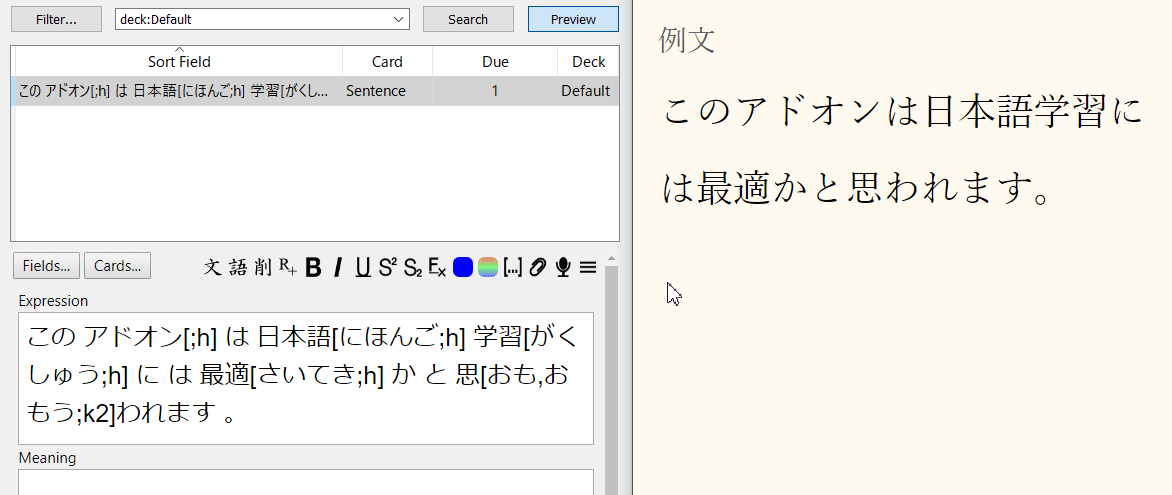 Filter...
deck:Default
Search
Preview
Sort Field
Card
Due
Deck
この アドオン[;h] は 日本語[にほんご;h] 学習[がくし...
Sentence
1
Default
Fields...
Cards...
文 語 削 R+ B I U S² S₂ Ex [...]
Expression
この アドオン[;h] は 日本語[にほんご;h] 学習[がく
しゅう;h] に は 最適[さいてき;h] か と 思[おも,お
もう;k2]われます 。
Meaning
例文
このアドオンは日本語学習に
は最適かと思われます。